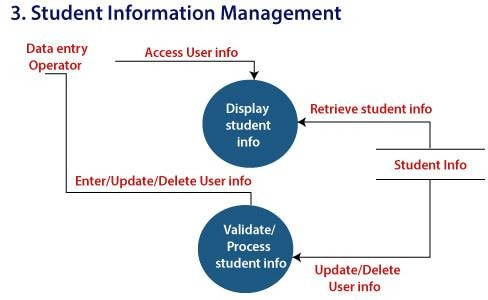 3. Student Information Management
Data entry
Operator
Access User info
Display
student
info
Retrieve student info
Student Info
Enter/Update/Delete User info
Validate/
Process
student info
Update/Delete
User info